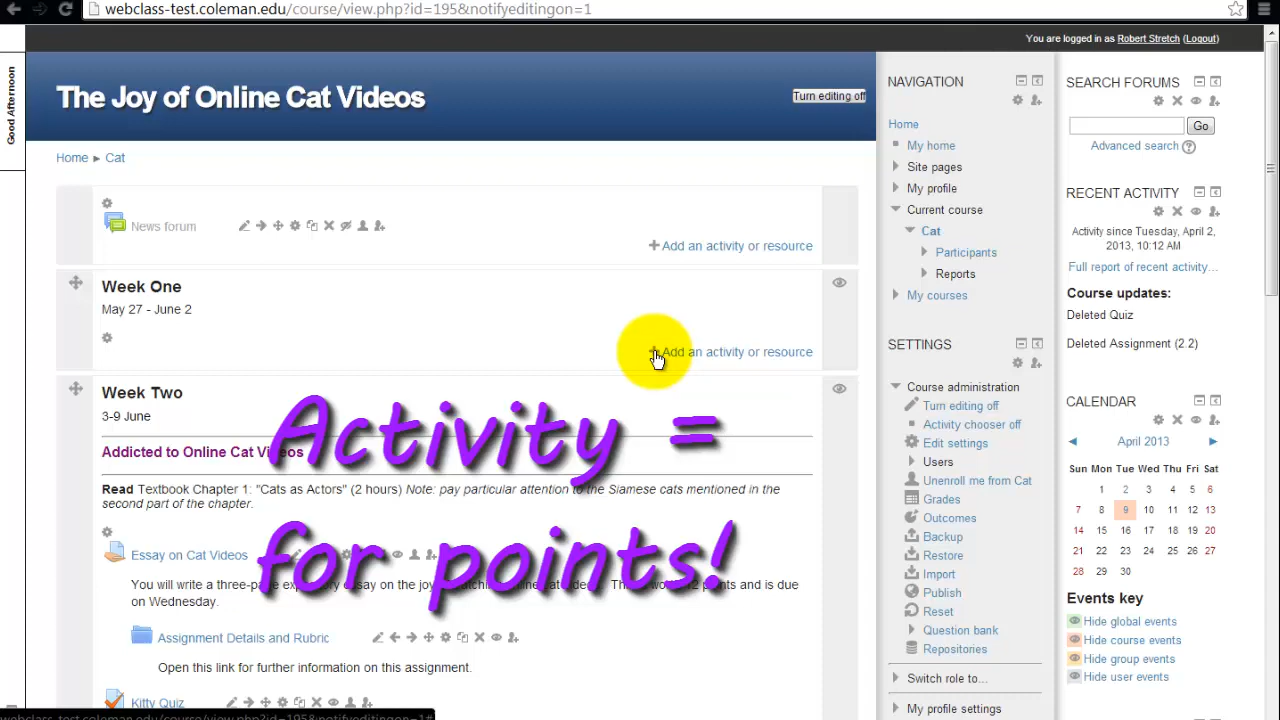 webclass-test.coleman.edu/course/view.php?id=195&notifyeditingon=1
You are logged in as Robert Stretch (Logout)
Good Afternoon
The Joy of Online Cat Videos
Turn editing off
Home ► Cat
News forum
+Add an activity or resource
Week One
May 27 - June 2
Add an activity or resource
Week Two
3-9 June
Addicted to Online Cat Videos
Read Textbook Chapter 1: "Cats as Actors" (2 hours) Note: pay particular attention to the Siamese cats mentioned in the
second part of the chapter.
Essay on Cat Videos
You will write a three-page essay on the joy online points and is due
on Wednesday.
Assignment Details and Rubric
Open this link for further information on this assignment.
Kitty Quiz
Activity =
for points!
NAVIGATION
Home
My home
Site pages
My profile
Current course
Cat
Participants
Reports
My courses
SETTINGS
Course administration
Turn editing off
Activity chooser off
Edit settings
Users
Unenroll me from Cat
Grades
Outcomes
Backup
Restore
Import
Publish
Reset
Question bank
Repositories
Switch role to...
My profile settings
SEARCH FORUMS
Go
Advanced search ?
RECENT ACTIVITY
Activity since Tuesday, April 2,
2013, 10:12 AM
Full report of recent activity...
Course updates:
Deleted Quiz
Deleted Assignment (2.2)
CALENDAR
◄ April 2013 ►
Sun Mon Tue Wed Thu Fri Sat
1 2 3 4 5 6
7 8 9 10 11 12 13
14 15 16 17 18 19 20
21 22 23 24 25 26 27
28 29 30
Events key
Hide global events
Hide course events
Hide group events
Hide user events
webclass-test.coleman.edu/course/view.php?id=195&notifyeditingon=1#